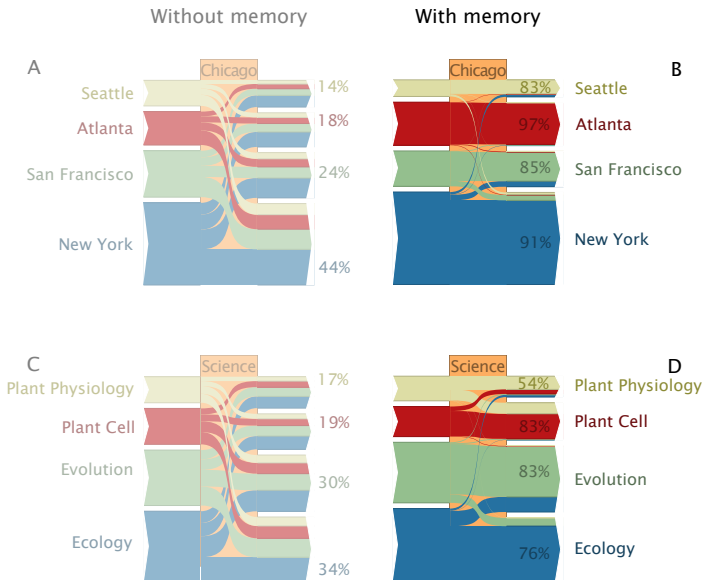 Without memory
With memory
A
Chicago
14%
Seattle
Atlanta
18%
San Francisco
24%
New York
44%
Chicago
B
83%
Seattle
97%
Atlanta
85%
San Francisco
91%
New York
C
Science
17%
Plant Physiology
Plant Cell
19%
Evolution
30%
Ecology
34%
Science
D
54%
Plant Physiology
83%
Plant Cell
83%
Evolution
76%
Ecology